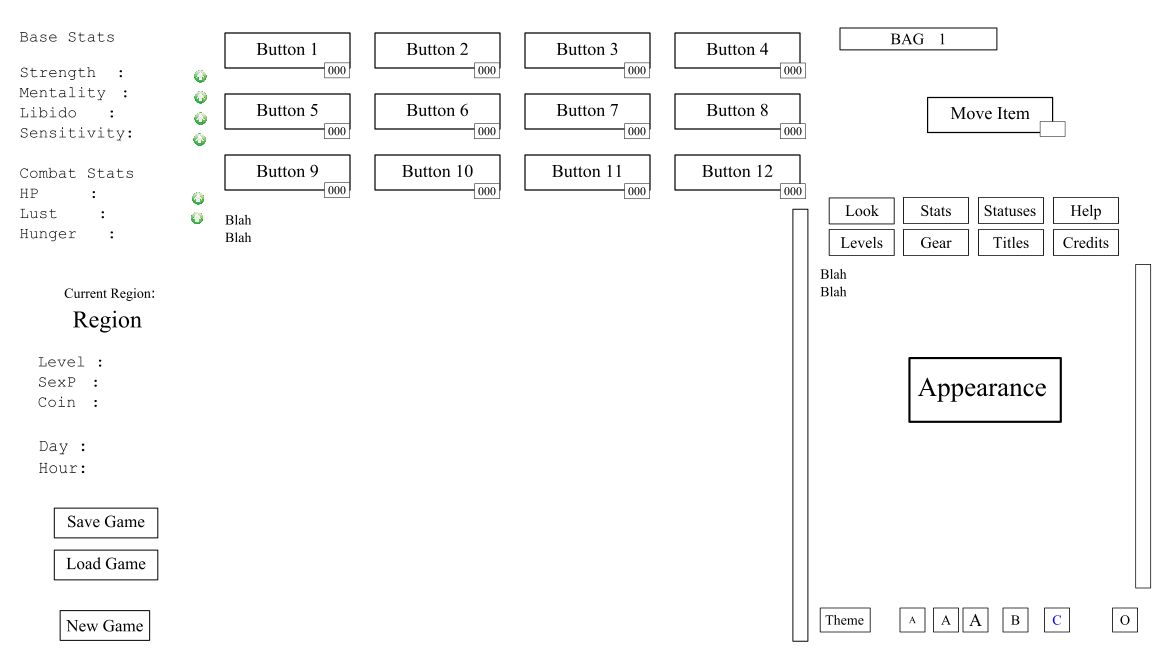 Base Stats
Strength :
Mentality :
Libido :
Sensitivity:
Combat Stats
HP :
Lust :
Hunger :
Current Region:
Region
Level :
SexP :
Coin :
Day :
Hour:
Save Game
Load Game
New Game
Button 1
000
Button 2
000
Button 3
000
Button 4
000
Button 5
000
Button 6
000
Button 7
000
Button 8
000
Button 9
000
Button 10
000
Button 11
000
Button 12
000
Blah
Blah
BAG 1
Move Item
Look Stats Statuses Help
Levels Gear Titles Credits
Blah
Blah
Appearance
Theme A A A B C O